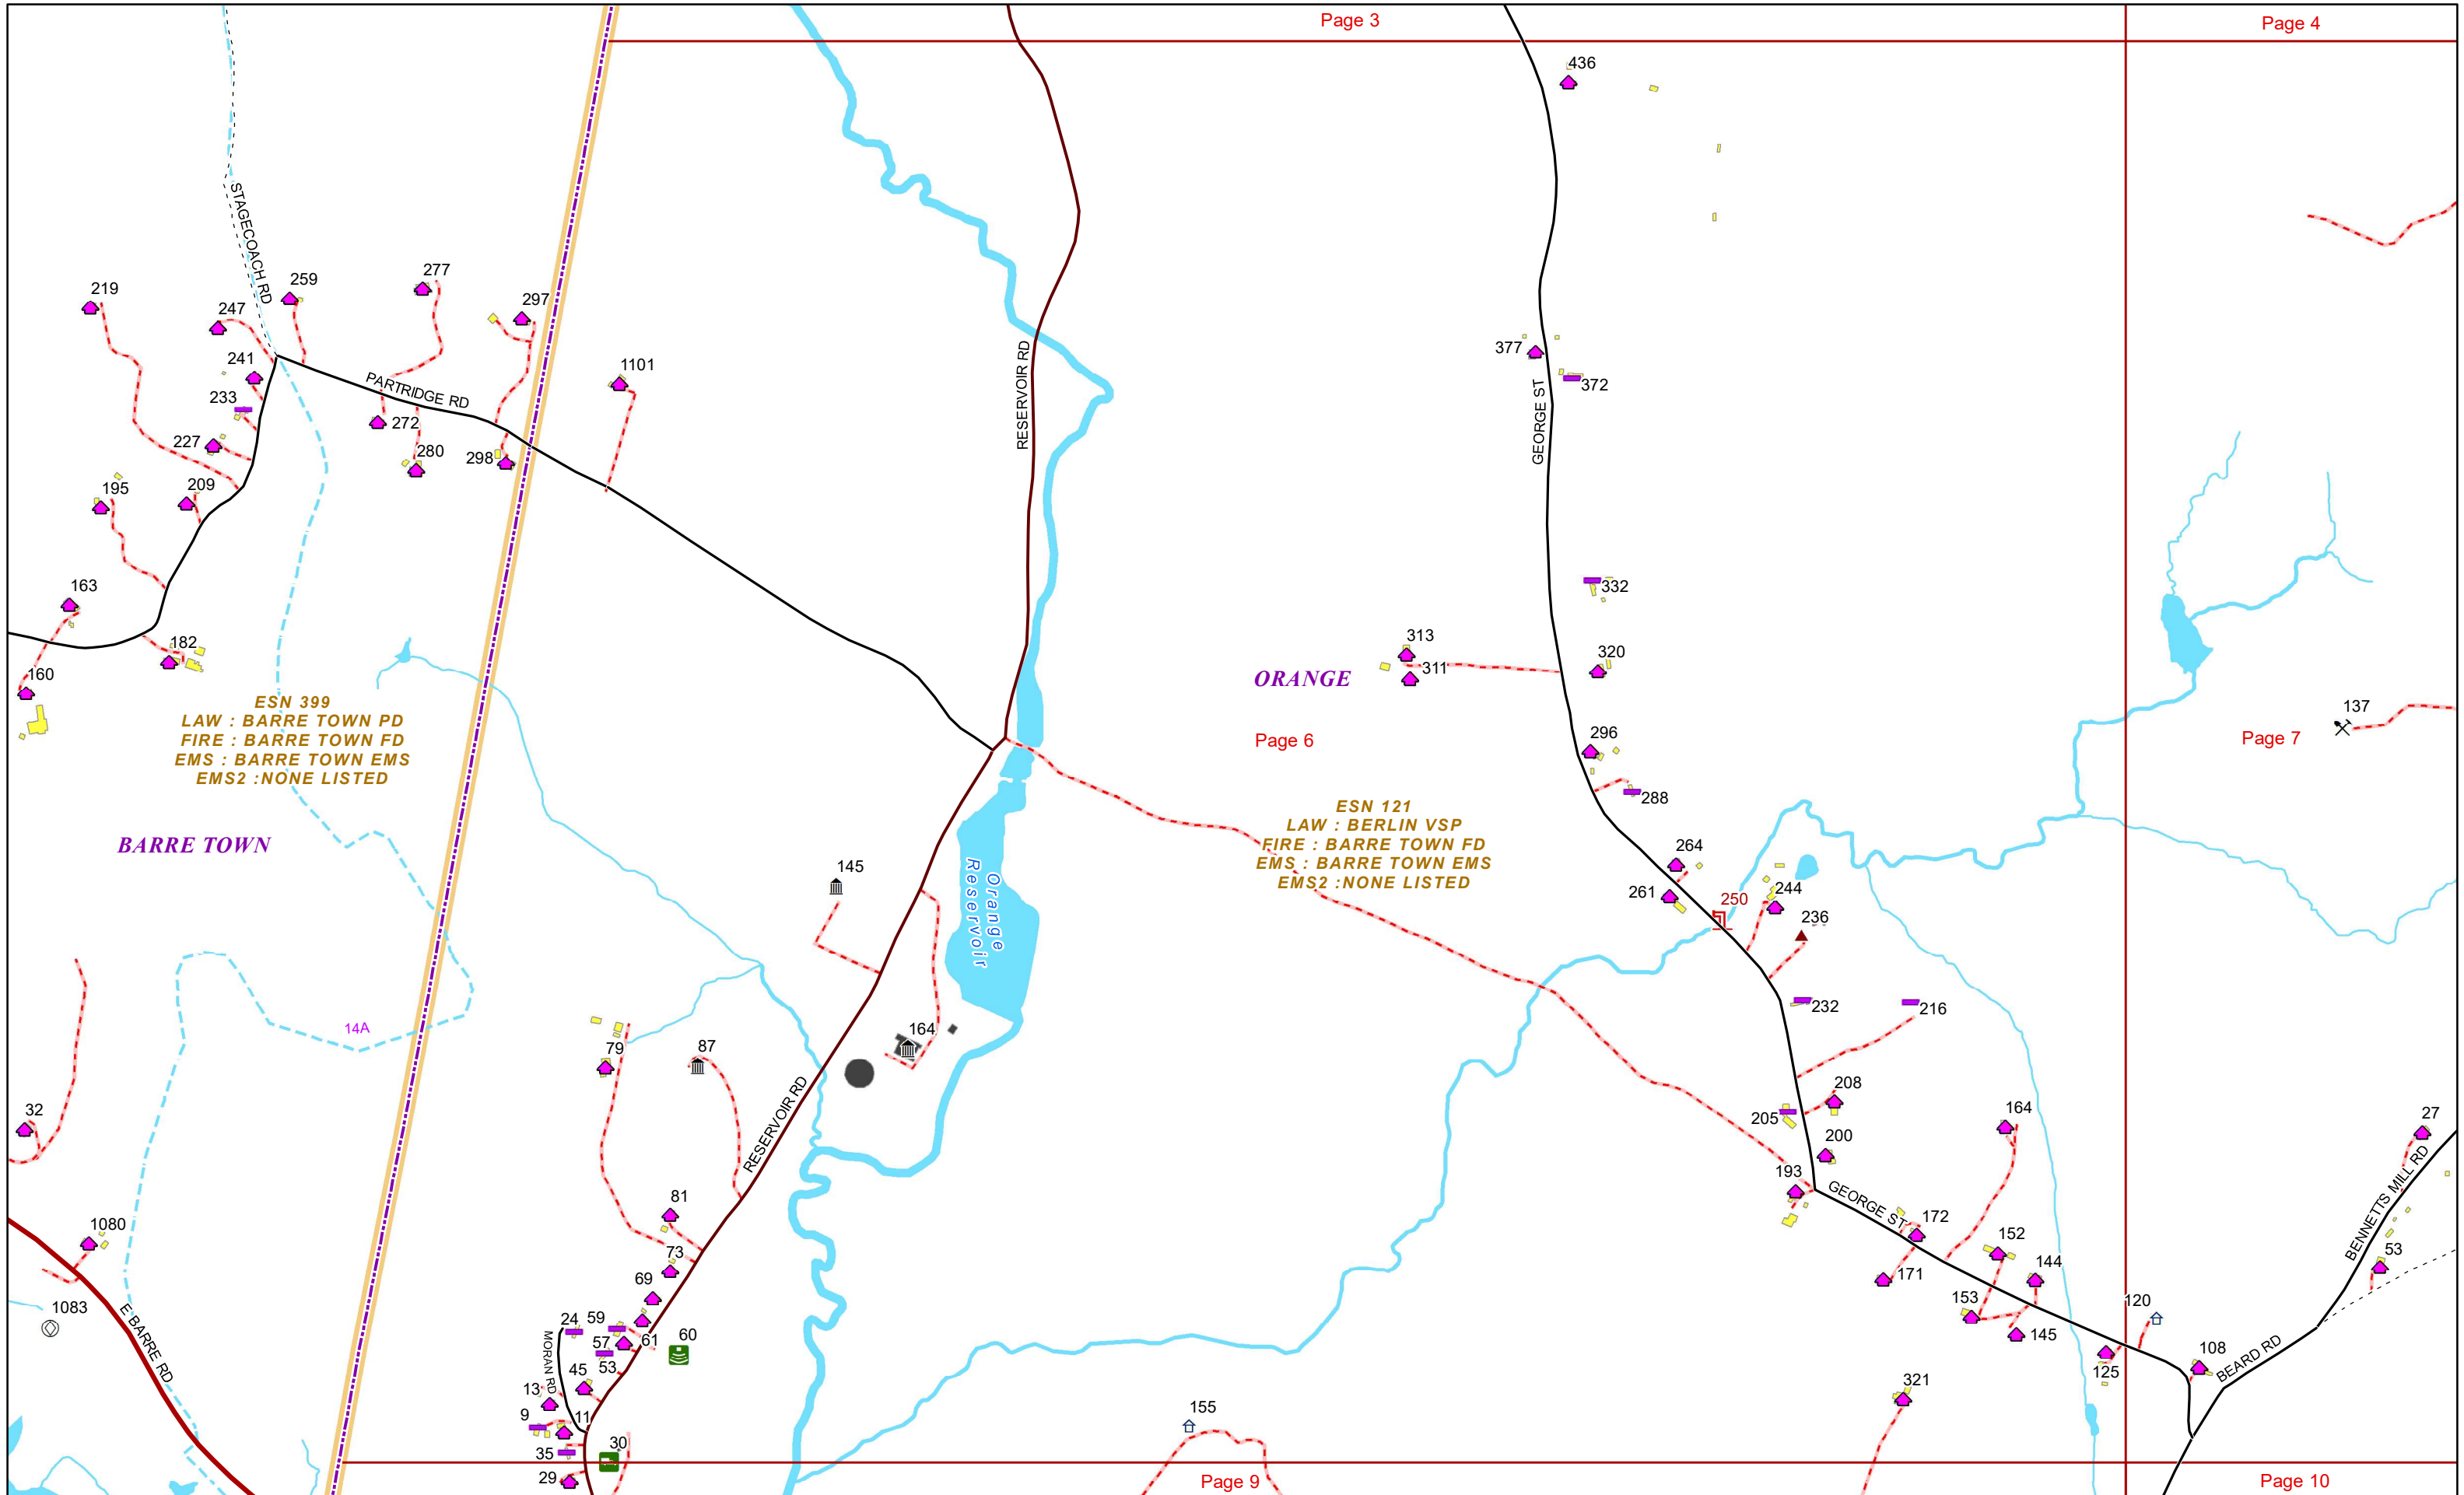 Page 3
Page 4
436
STAGECOACH RD
219
247
259
277
297
241
233
227
PARTRIDGE RD
1101
272
280
298
195
209
163
182
160
RESERVOIR RD
377
GEORGE ST
372
332
313
311
320
ORANGE
Page 6
296
288
137
Page 7
ESN 399
LAW : BARRE TOWN PD
FIRE : BARRE TOWN FD
EMS : BARRE TOWN EMS
EMS2 :NONE LISTED
BARRE TOWN
ESN 121
LAW : BERLIN VSP
FIRE : BARRE TOWN FD
EMS : BARRE TOWN EMS
EMS2 :NONE LISTED
145
Orange
Reservoir
264
261
250
244
236
232
216
14A
164
79
87
32
208
205
200
193
164
27
RESERVOIR RD
81
73
69
1080
1083
E BARRE RD
GEORGE ST
172
171
152
144
153
145
BENNETTS MILL RD
53
24
59
57
61
60
MORAN RD
53
45
13
9
11
35
30
29
120
125
108
BEARD RD
155
321
Page 9
Page 10